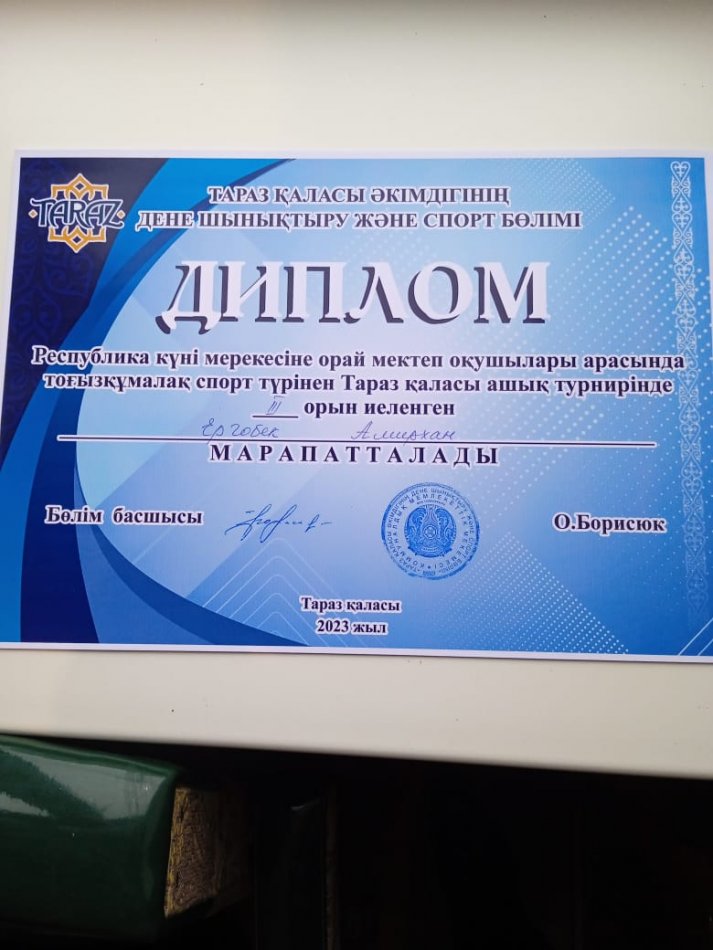 TARAZ
ТАРАЗ ҚАЛАСЫ ӘКІМДІГІНІҢ
ДЕНЕ ШЫНЫҚТЫРУ ЖӘНЕ СПОРТ БӨЛІМІ
ДИПЛОМ
Республика күні мерекесіне орай мектеп оқушылары арасында
тоғызқұмалақ спорт түрінен Тараз қаласы ашық турнирінде
III орын иеленген
Ергобек Амирхан
МАРАПАТТАЛАДЫ
Бөлім басшысы
О.Борисюк
Тараз қаласы
2023 жыл